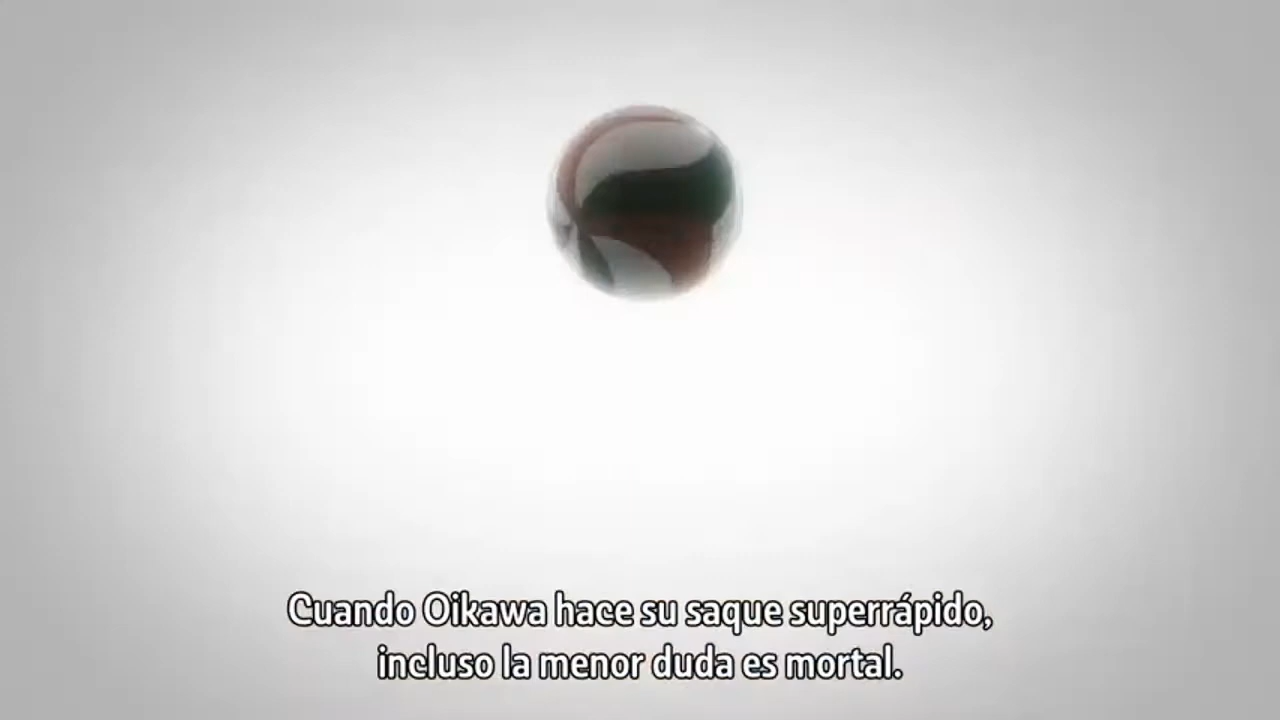 Cuando Oikawa hace su saque superrápido,
incluso la menor duda es mortal.